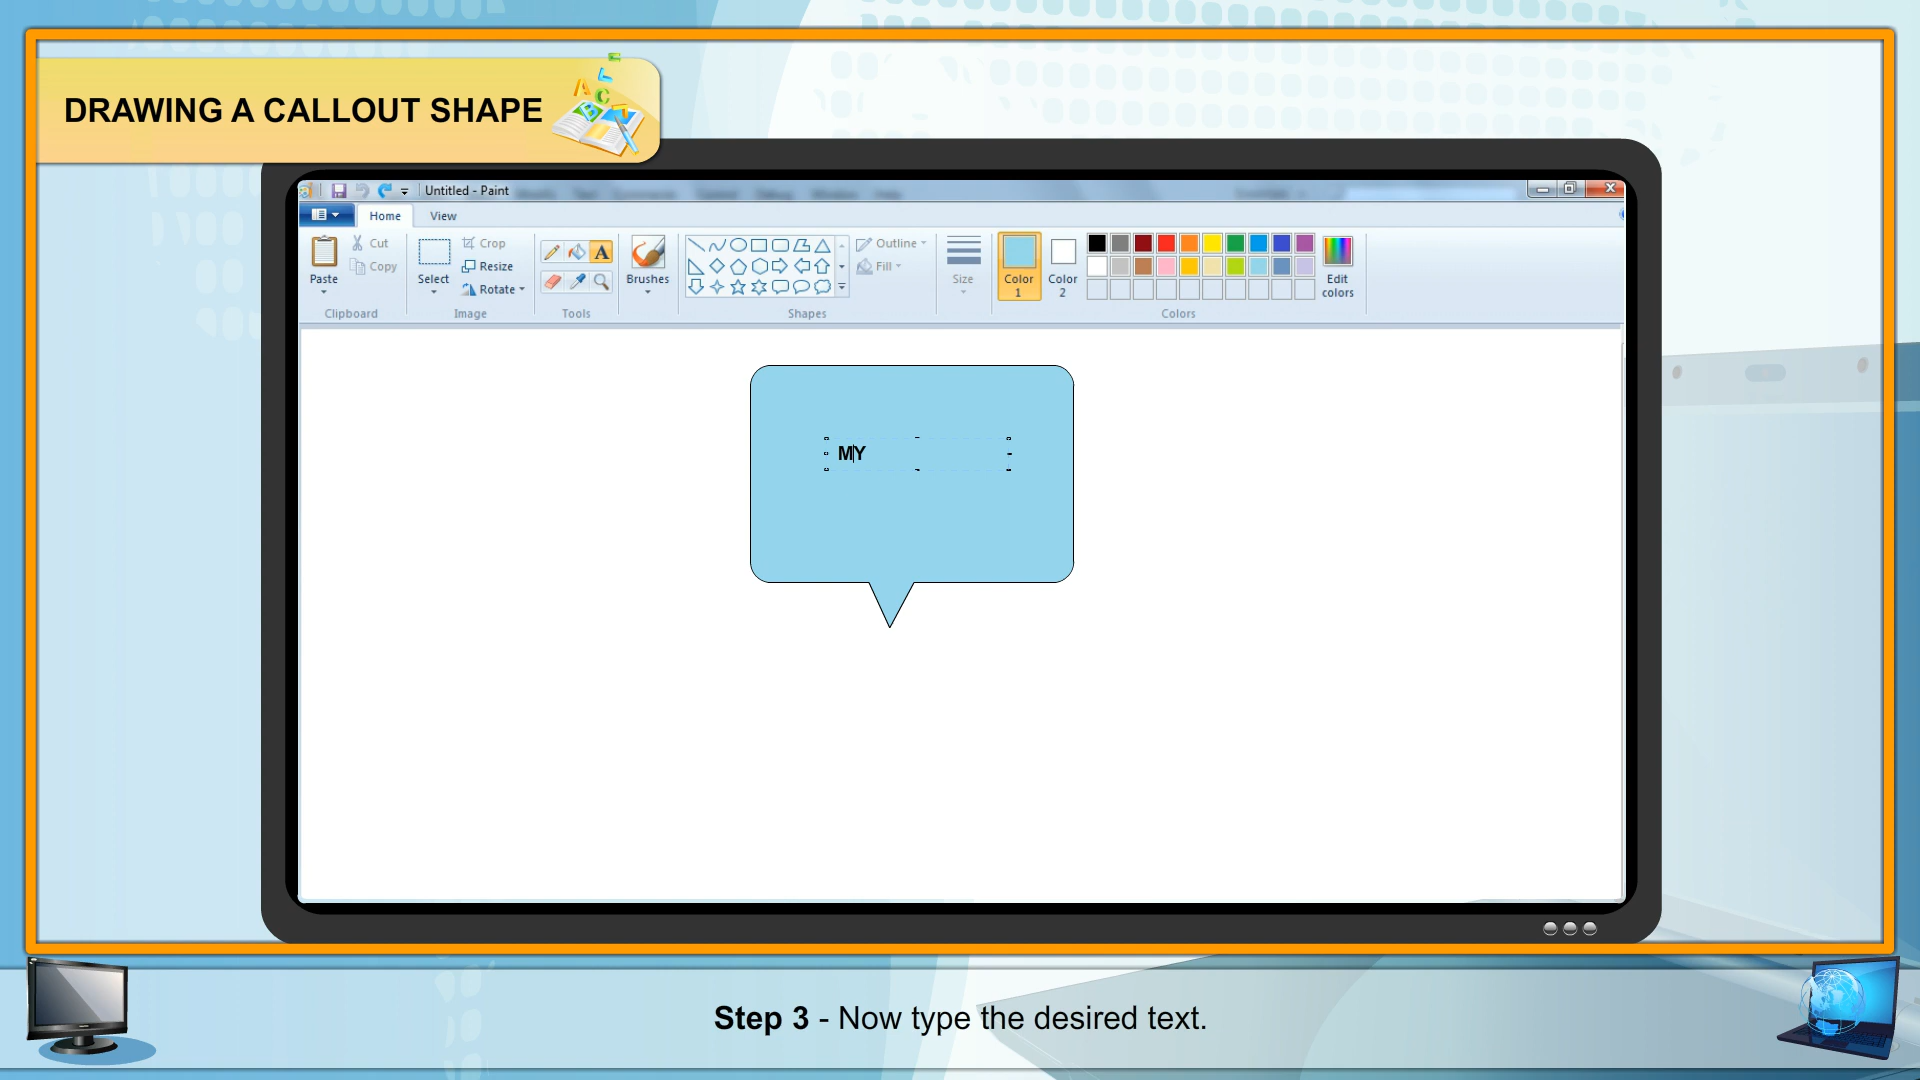 DRAWING A CALLOUT SHAPE
Untitled - Paint
Home View
Paste
Cut
Copy
Clipboard
Select
Crop
Resize
Rotate
Image
A
Tools
Brushes
Outline
Fill
Shapes
Size
Color 1
Color 2
Edit colors
Colors
MY
Step 3 - Now type the desired text.